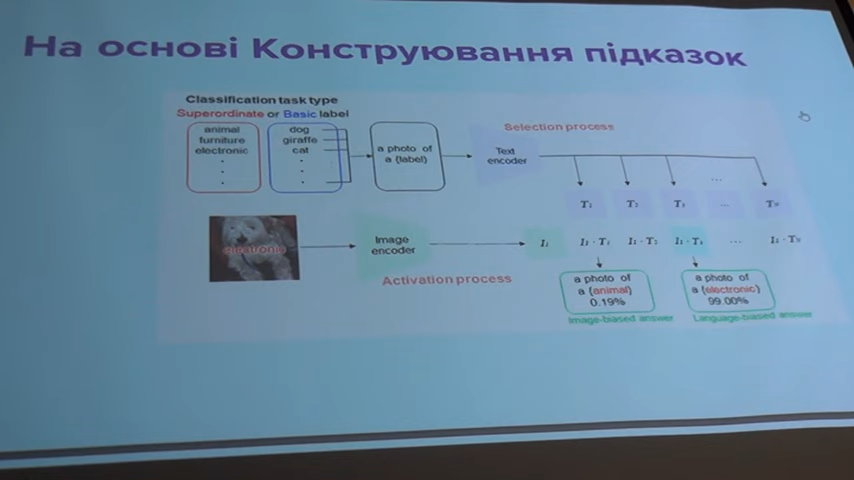 На основі Конструювання підказок
Classification task type
Superordinate or Basic label
animal
furniture
electronic
.
.
.
dog
giraffe
cat
.
.
.
a photo of
a (label)
Text
encoder
Selection process
T₁
T₂
T₃
...
T_N
electronic
Image
encoder
Activation process
I₁
I₁ · T₁
I₁ · T₂
I₁ · T₃
...
I₁ · T_N
a photo of
a (animal)
0.19%
Image-biased answer
a photo of
a (electronic)
99.00%
Language-biased answer